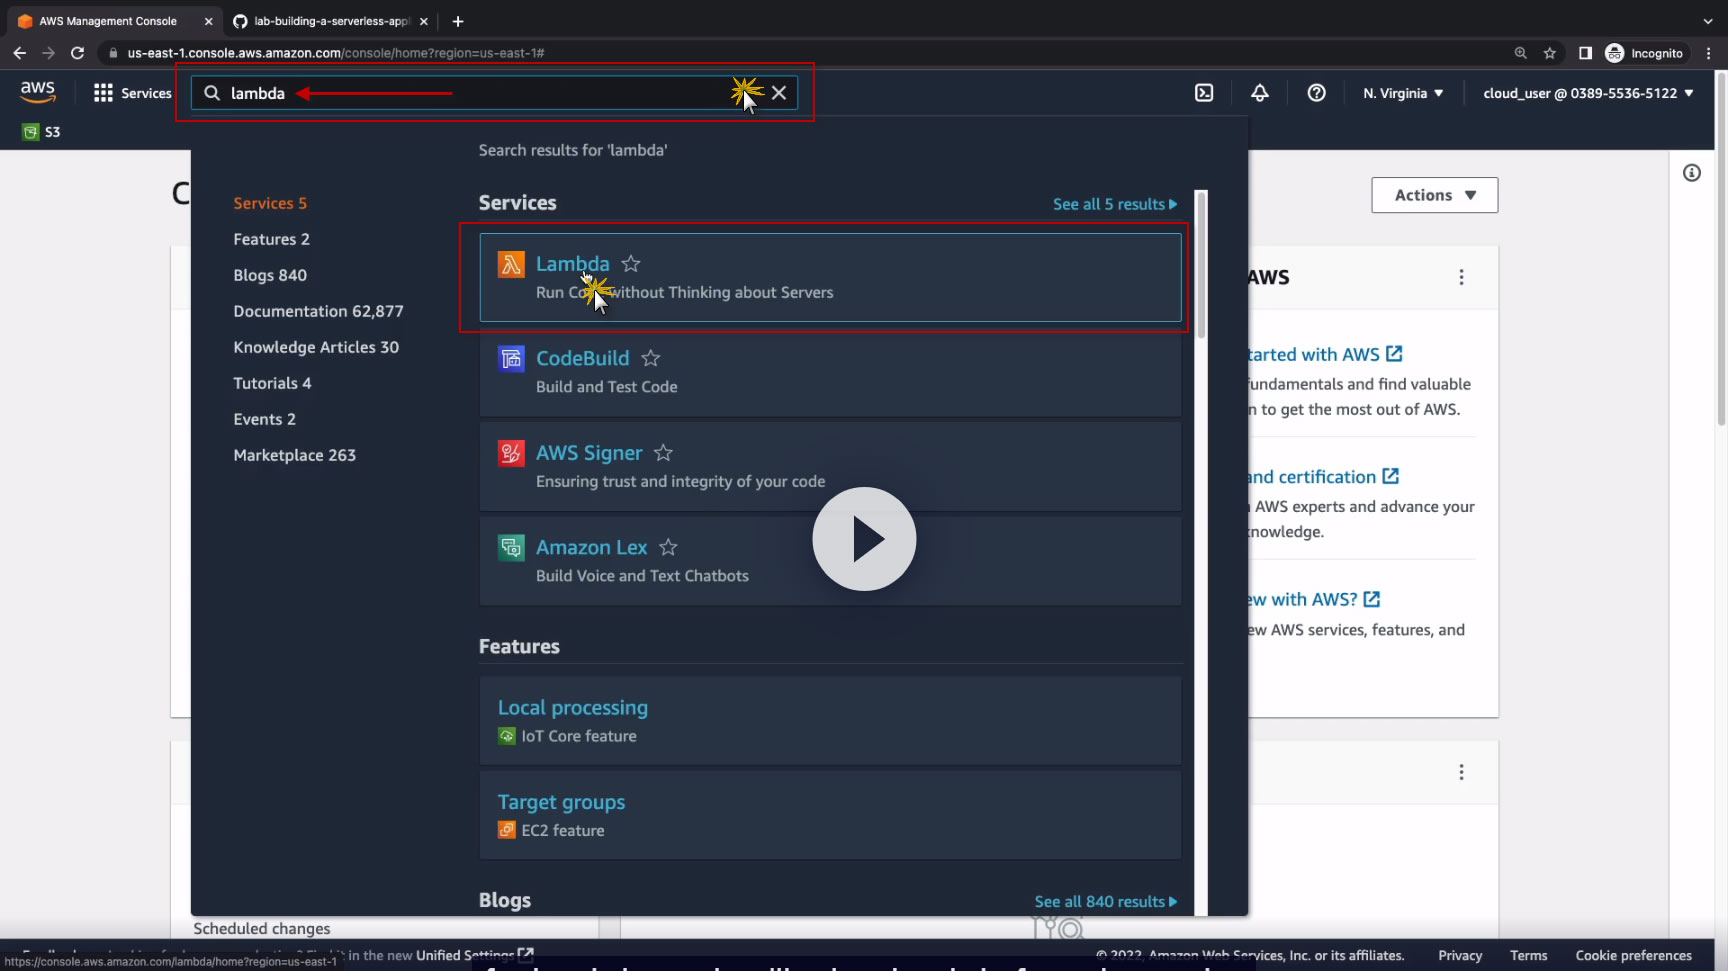 AWS Management Console
lab-building-a-serverless-appl
us-east-1.console.aws.amazon.com/console/home?region=us-east-1#
Incognito
aws
Services
lambda
N. Virginia
cloud_user @ 0389-5536-5122
S3
Search results for 'lambda'
Services 5
Features 2
Blogs 840
Documentation 62,877
Knowledge Articles 30
Tutorials 4
Events 2
Marketplace 263
Services
See all 5 results
Lambda
Run Code without Thinking about Servers
CodeBuild
Build and Test Code
AWS Signer
Ensuring trust and integrity of your code
Amazon Lex
Build Voice and Text Chatbots
Features
Local processing
IoT Core feature
Target groups
EC2 feature
Blogs
See all 840 results
C
Actions
AWS
tarted with AWS
fundamentals and find valuable
n to get the most out of AWS.
and certification
AWS experts and advance your
knowledge.
ew with AWS?
ew AWS services, features, and
Scheduled changes
it in the new Unified Settings
https://console.aws.amazon.com/lambda/home?region=us-east-1
© 2022, Amazon Web Services, Inc. or its affiliates.
Privacy
Terms
Cookie preferences